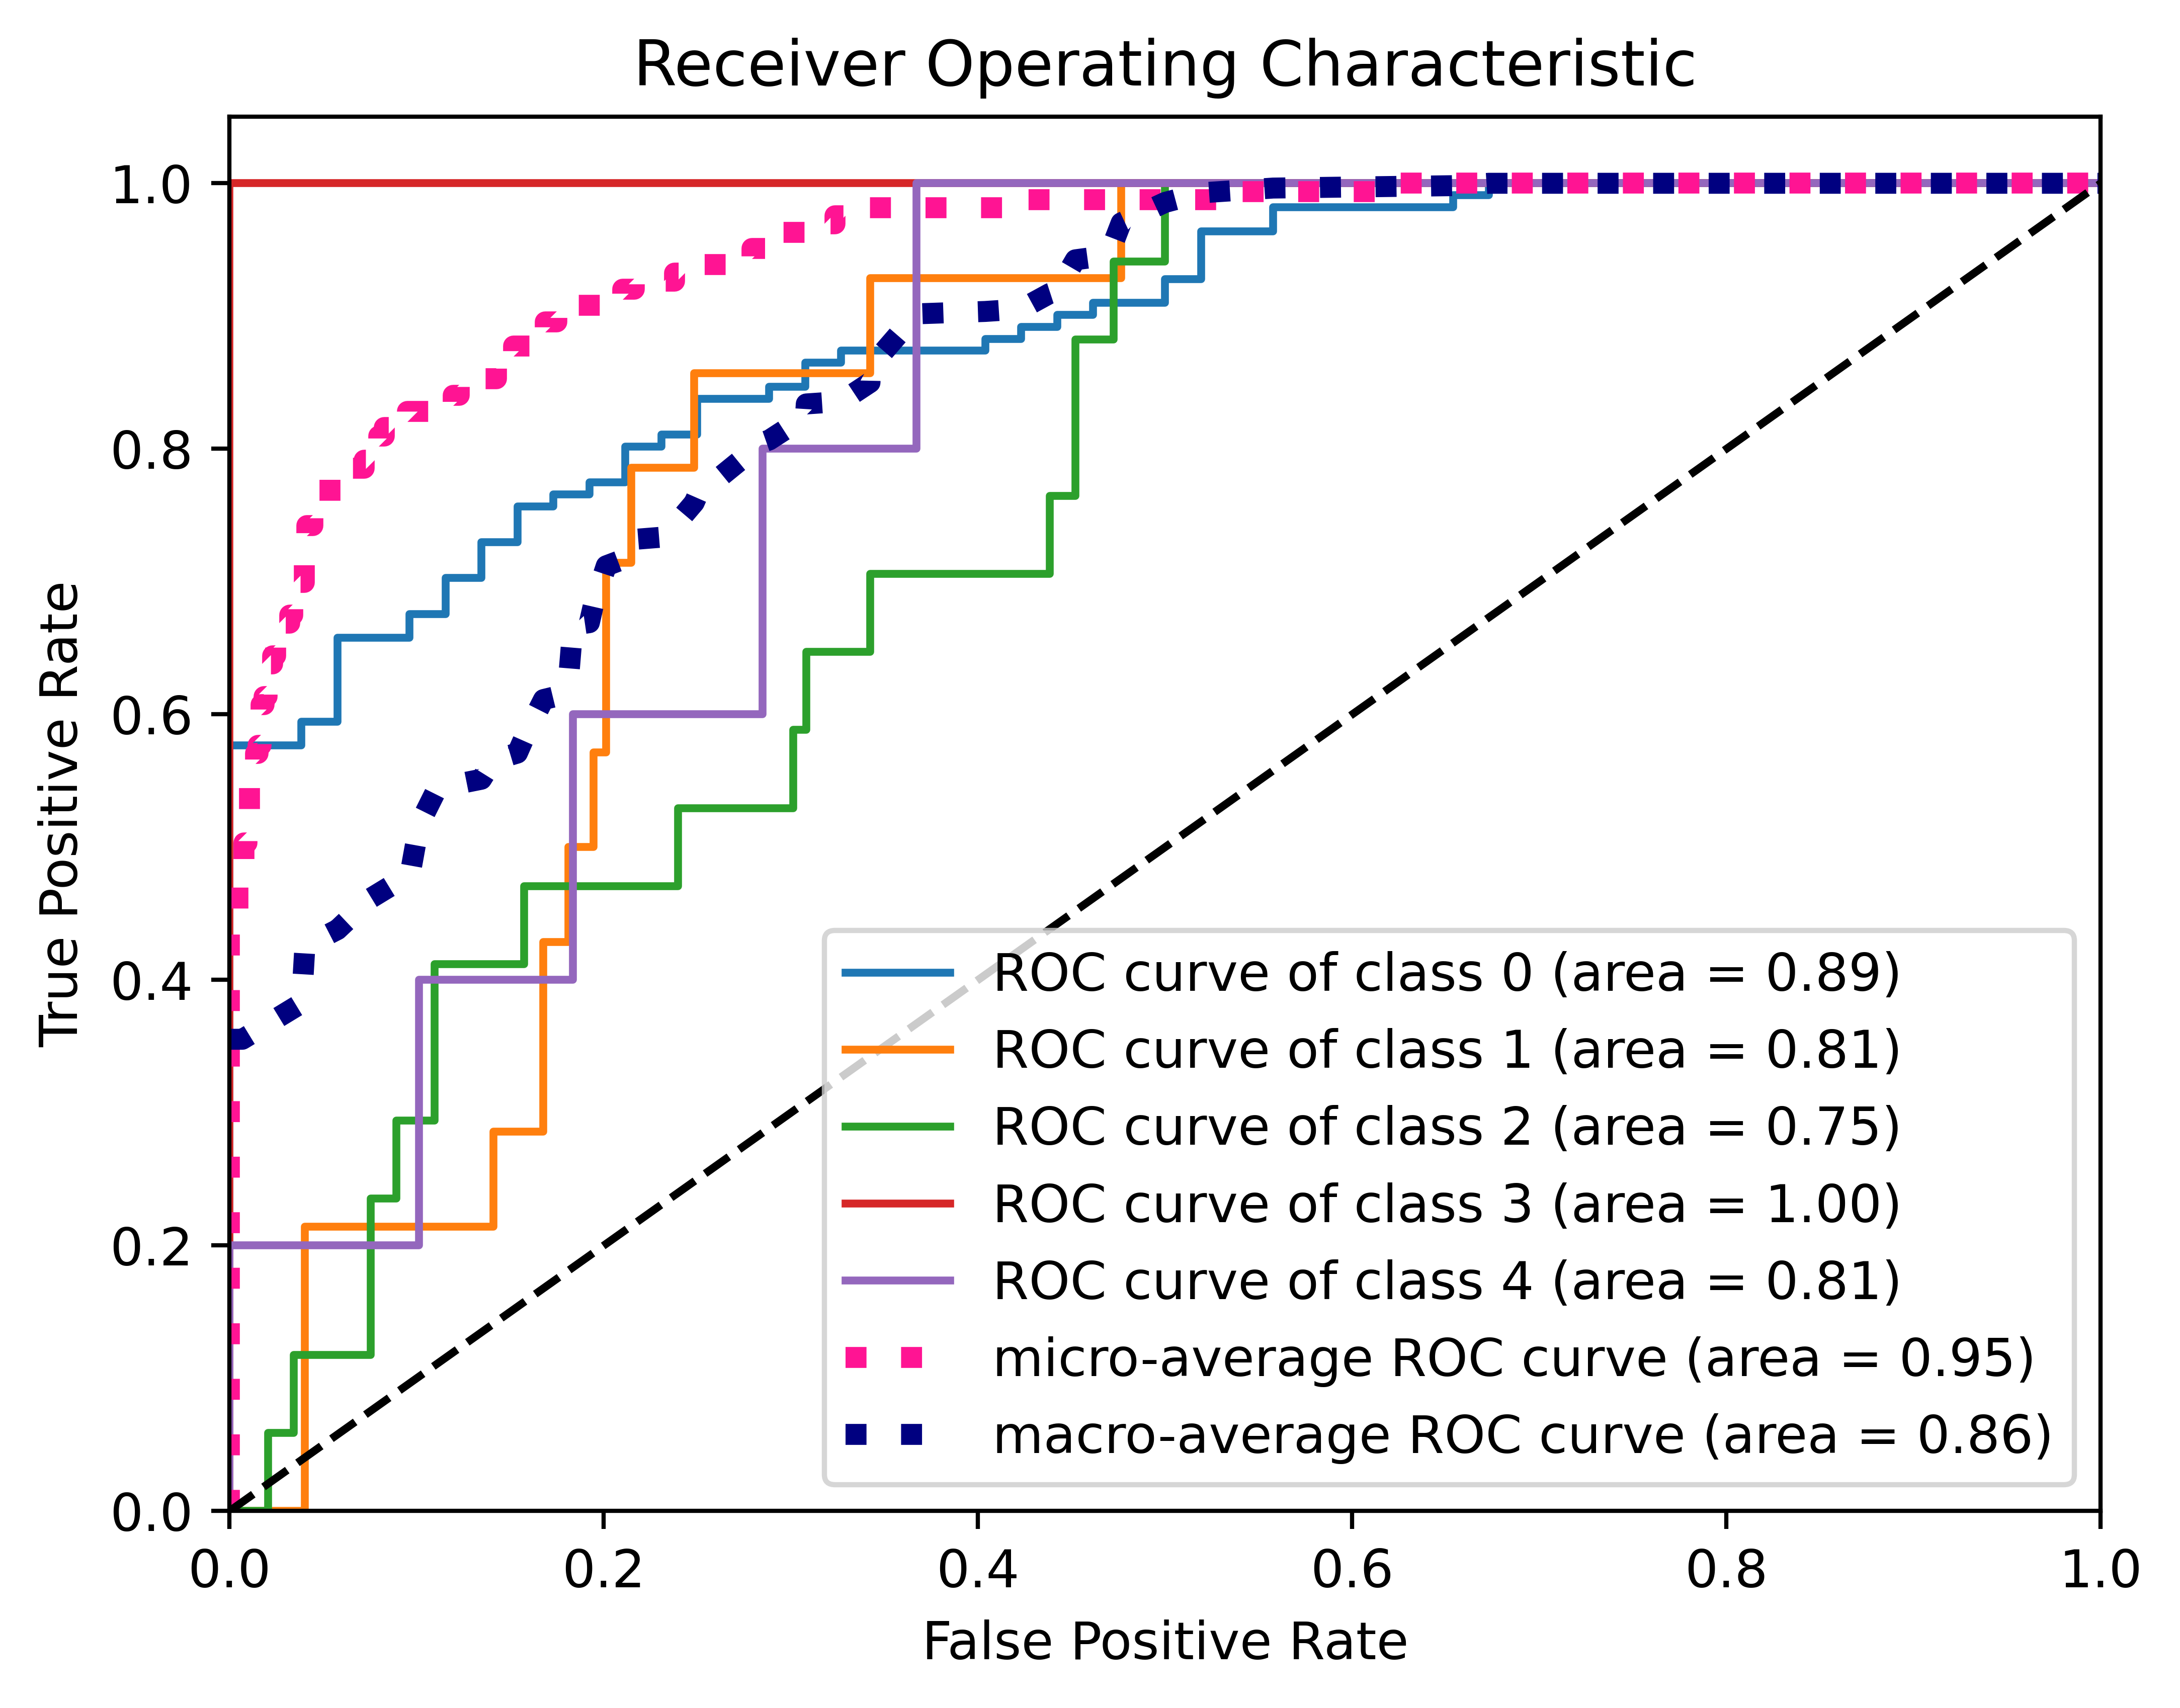 Receiver Operating Characteristic
True Positive Rate
1.0
0.8
0.6
0.4
0.2
0.0
ROC curve of class 0 (area = 0.89)
ROC curve of class 1 (area = 0.81)
ROC curve of class 2 (area = 0.75)
ROC curve of class 3 (area = 1.00)
ROC curve of class 4 (area = 0.81)
micro-average ROC curve (area = 0.95)
macro-average ROC curve (area = 0.86)
0.0 0.2 0.4 0.6 0.8 1.0
False Positive Rate